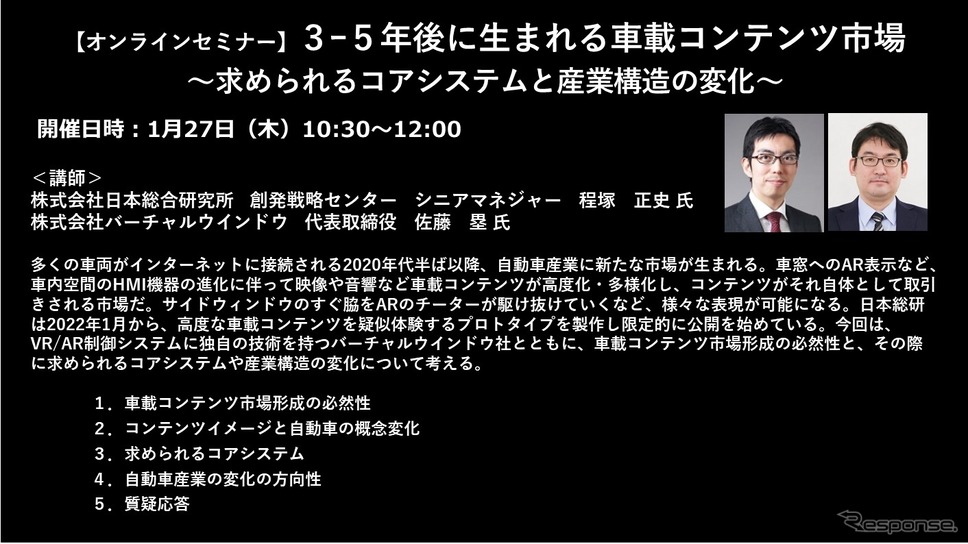 【オンラインセミナー】３−５年後に生まれる車載コンテンツ市場
～求められるコアシステムと産業構造の変化～
開催日時：1月27日（木）10:30～12:00
＜講師＞
株式会社日本総合研究所　創発戦略センター　シニアマネジャー　程塚　正史 氏
株式会社バーチャルウインドウ　代表取締役　佐藤　塁 氏
多くの車両がインターネットに接続される2020年代半ば以降、自動車産業に新たな市場が生まれる。車窓へのAR表示など、
車内空間のHMI機器の進化に伴って映像や音響など車載コンテンツが高度化・多様化し、コンテンツがそれ自体として取引
される市場だ。サイドウィンドウのすぐ脇をARのチーターが駆け抜けていくなど、様々な表現が可能になる。日本総研
は2022年1月から、高度な車載コンテンツを疑似体験するプロトタイプを製作し限定的に公開を始めている。今回は、
VR/AR制御システムに独自の技術を持つバーチャルウインドウ社とともに、車載コンテンツ市場形成の必然性と、その際
に求められるコアシステムや産業構造の変化について考える。
１．車載コンテンツ市場形成の必然性
２．コンテンツイメージと自動車の概念変化
３．求められるコアシステム
４．自動車産業の変化の方向性
５．質疑応答
Response.